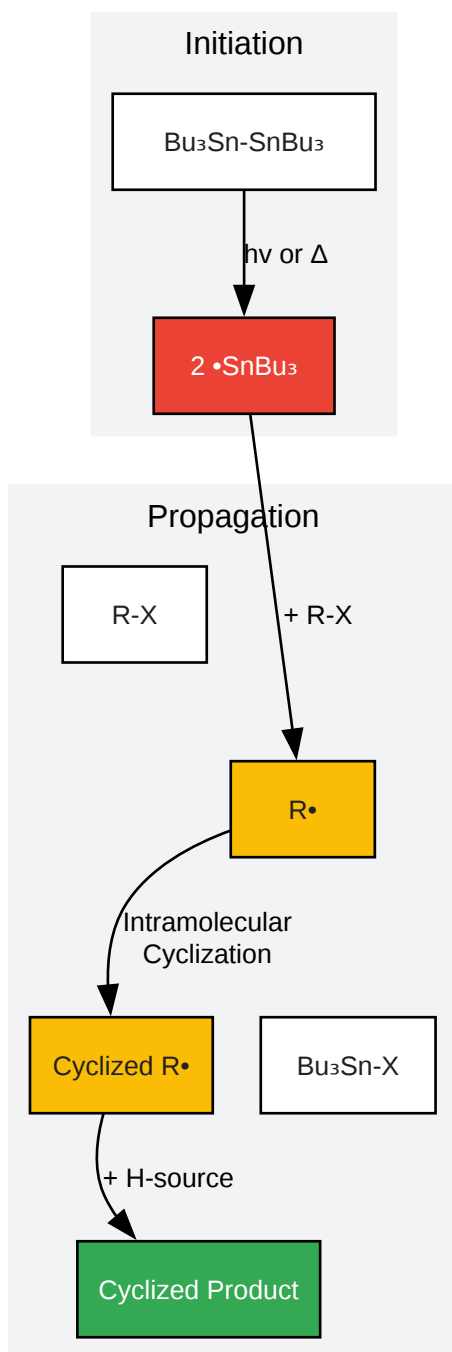 Initiation
Bu₃Sn-SnBu₃
hv or Δ
2 •SnBu₃
Propagation
R-X
+ R-X
R•
Intramolecular
Cyclization
Cyclized R•
Bu₃Sn-X
+ H-source
Cyclized Product